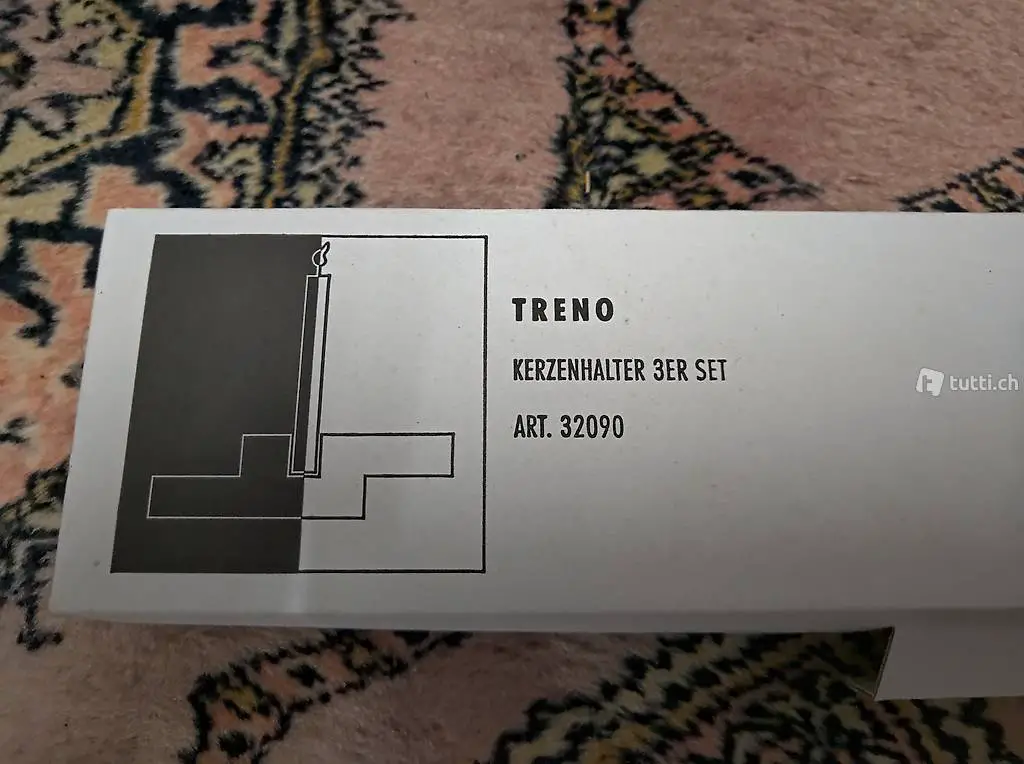 TRENO
KERZENHALTER 3ER SET
ART. 32090
tutti.ch